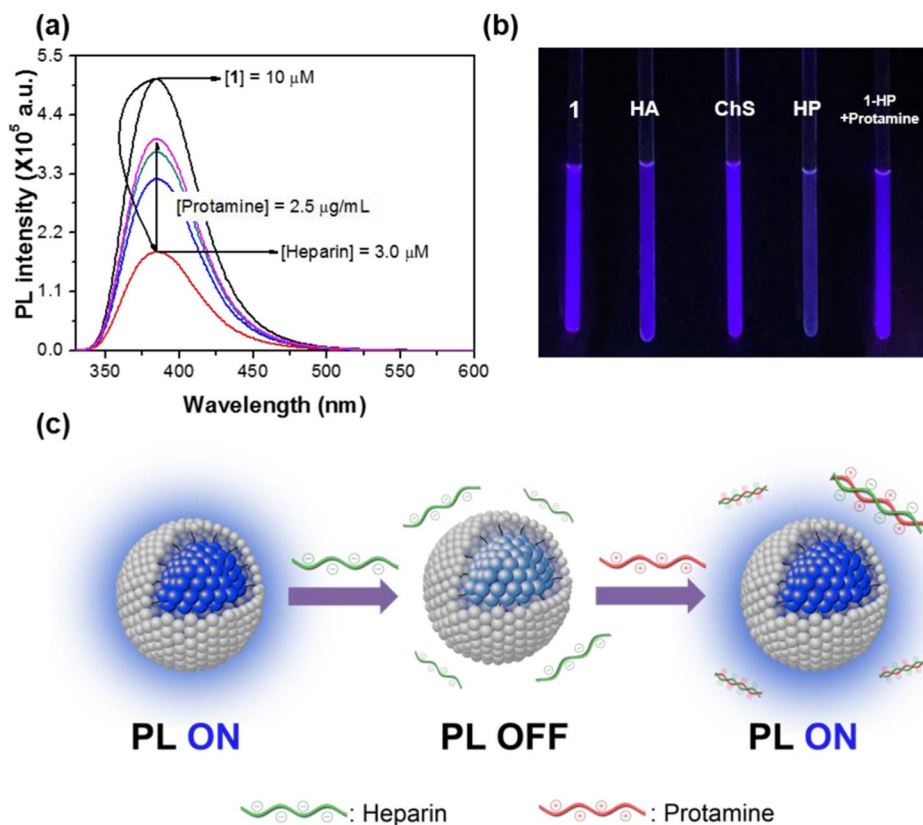 (a)
5.5
4.4
3.3
2.2
1.1
0.0
PL intensity (X10⁵ a.u.)
[1] = 10 μM
[Protamine] = 2.5 μg/mL
[Heparin] = 3.0 μM
350 400 450 500 550 600
Wavelength (nm)
(b)
1 HA ChS HP 1-HP
+Protamine
(c)
PL ON PL OFF PL ON
: Heparin : Protamine